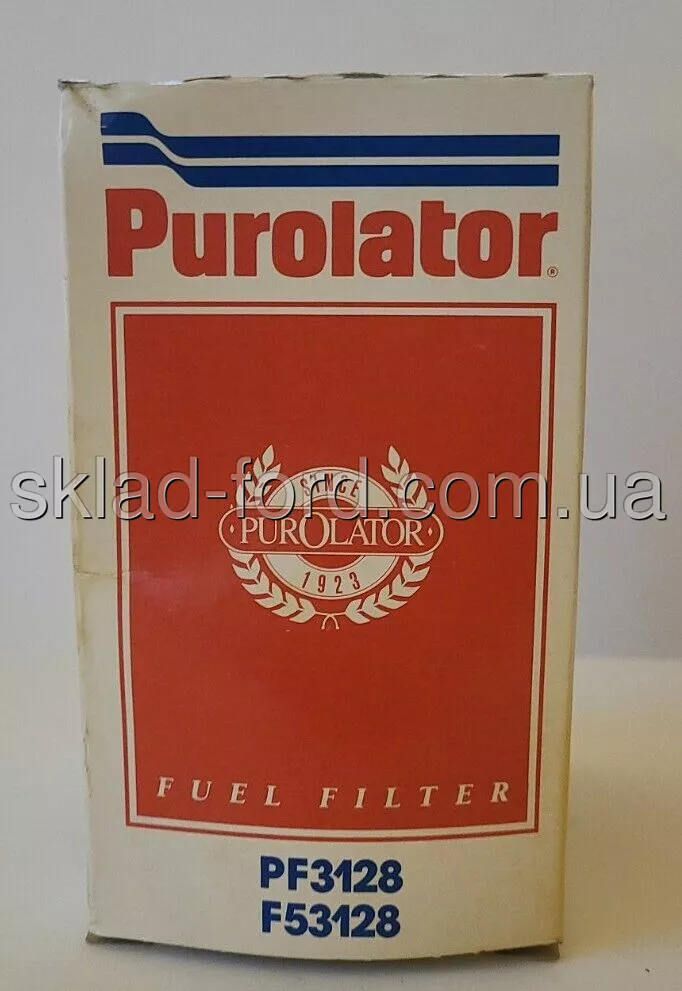 Purolator®
SINCE
PUROLATOR
1923
FUEL FILTER
PF3128
F53128
sklad-ford.com.ua